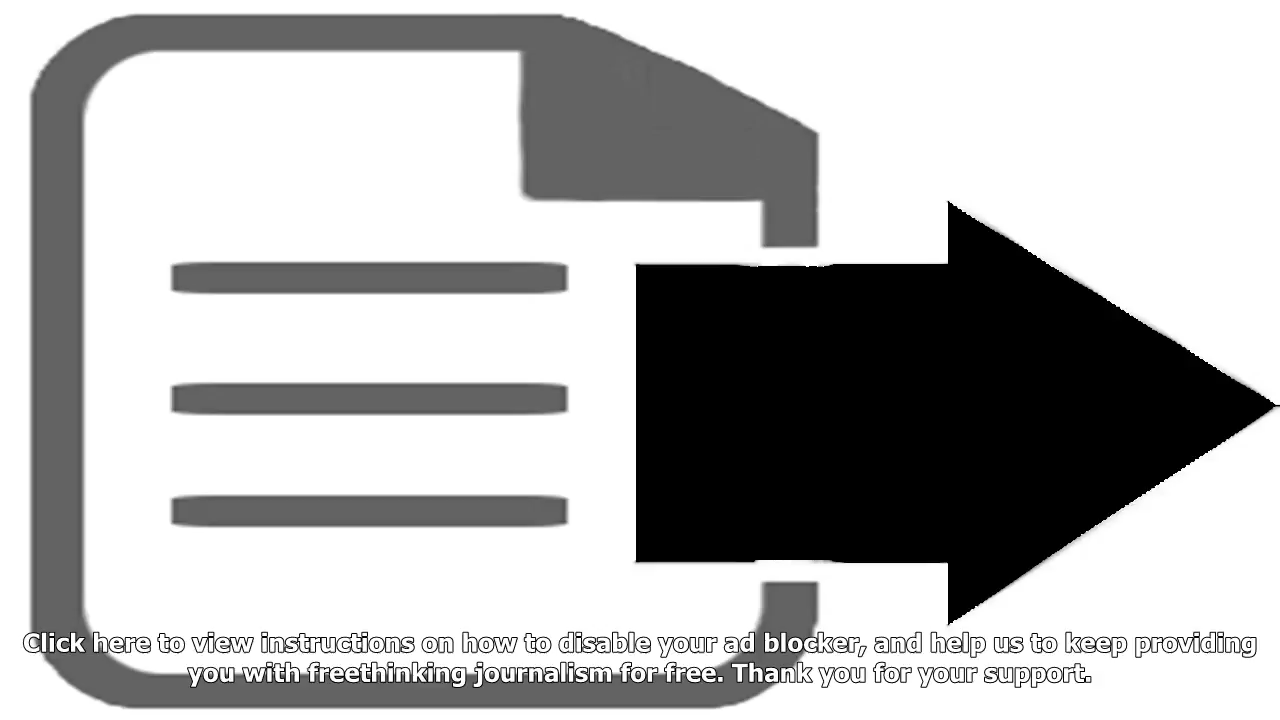 Click here to view instructions on how to disable your ad blocker, and help us to keep providing
you with freethinking journalism for free. Thank you for your support.